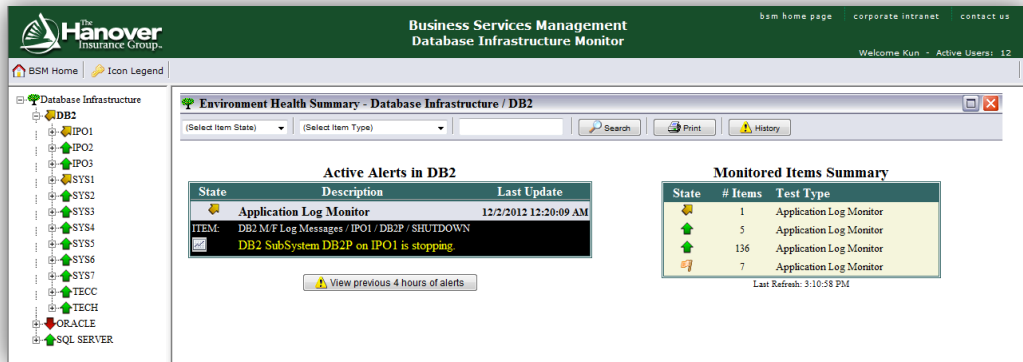 The
Hanover
Insurance Group™
Business Services Management
Database Infrastructure Monitor
bsm home page | corporate intranet | contact us
Welcome Kun - Active Users: 12
BSM Home
Icon Legend
Database Infrastructure
DB2
IPO1
IPO2
IPO3
SYS1
SYS2
SYS3
SYS4
SYS5
SYS6
SYS7
TECC
TECH
ORACLE
SQL SERVER
Environment Health Summary - Database Infrastructure / DB2
(Select Item State) (Select Item Type) Search Print History
Active Alerts in DB2
State Description Last Update
Application Log Monitor 12/2/2012 12:20:09 AM
ITEM: DB2 M/F Log Messages / IPO1 / DB2P / SHUTDOWN
DB2 SubSystem DB2P on IPO1 is stopping.
View previous 4 hours of alerts
Monitored Items Summary
State # Items Test Type
1 Application Log Monitor
5 Application Log Monitor
136 Application Log Monitor
7 Application Log Monitor
Last Refresh: 3:10:58 PM